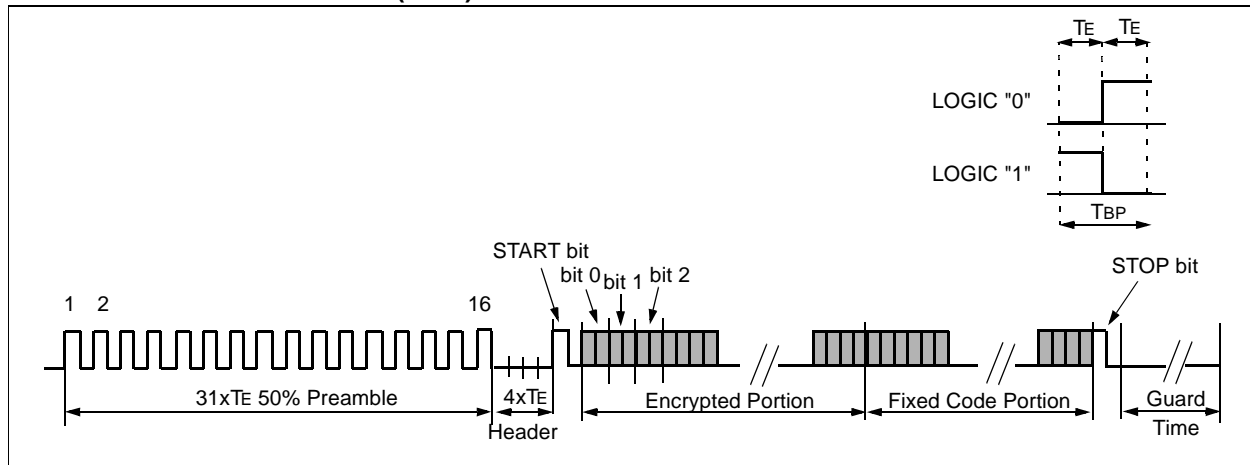 TE TE
LOGIC "0"
LOGIC "1"
TBP
START bit
bit 0
bit 1
bit 2
STOP bit
1 2 16
31xTE 50% Preamble
4xTE
Header
Encrypted Portion
Fixed Code Portion
Guard
Time